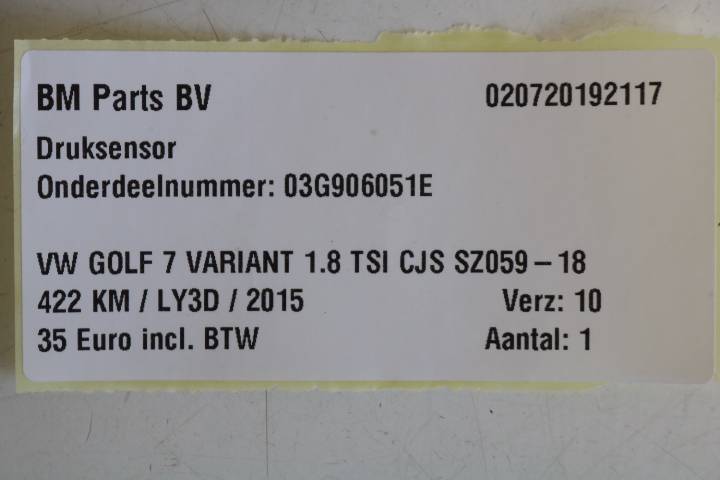 BM Parts BV 020720192117
Druksensor
Onderdeelnummer: 03G906051E
VW GOLF 7 VARIANT 1.8 TSI CJS SZ059-18
422 KM / LY3D / 2015 Verz: 10
35 Euro incl. BTW Aantal: 1